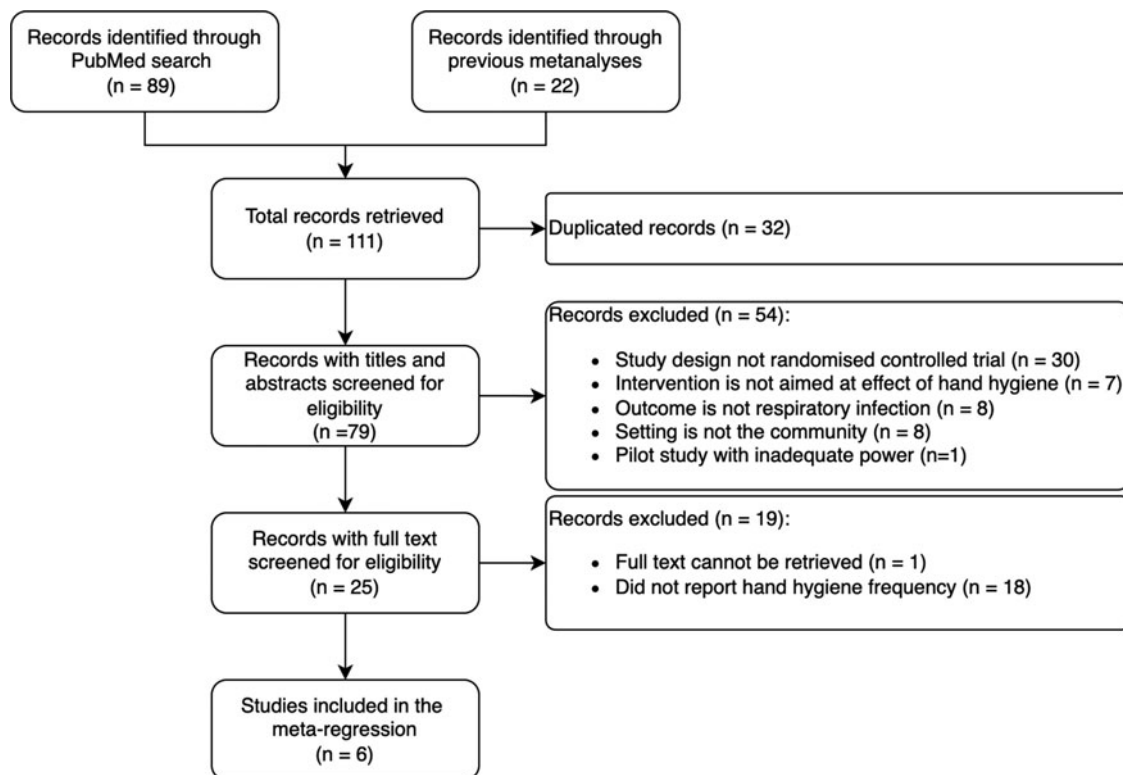 Records identified through
PubMed search
(n = 89)
Records identified through
previous metanalyses
(n = 22)
Total records retrieved
(n = 111)
Duplicated records (n = 32)
Records with titles and
abstracts screened for
eligibility
(n =79)
Records excluded (n = 54):
• Study design not randomised controlled trial (n = 30)
• Intervention is not aimed at effect of hand hygiene (n = 7)
• Outcome is not respiratory infection (n = 8)
• Setting is not the community (n = 8)
• Pilot study with inadequate power (n=1)
Records with full text
screened for eligibility
(n = 25)
Records excluded (n = 19):
• Full text cannot be retrieved (n = 1)
• Did not report hand hygiene frequency (n = 18)
Studies included in the
meta-regression
(n = 6)